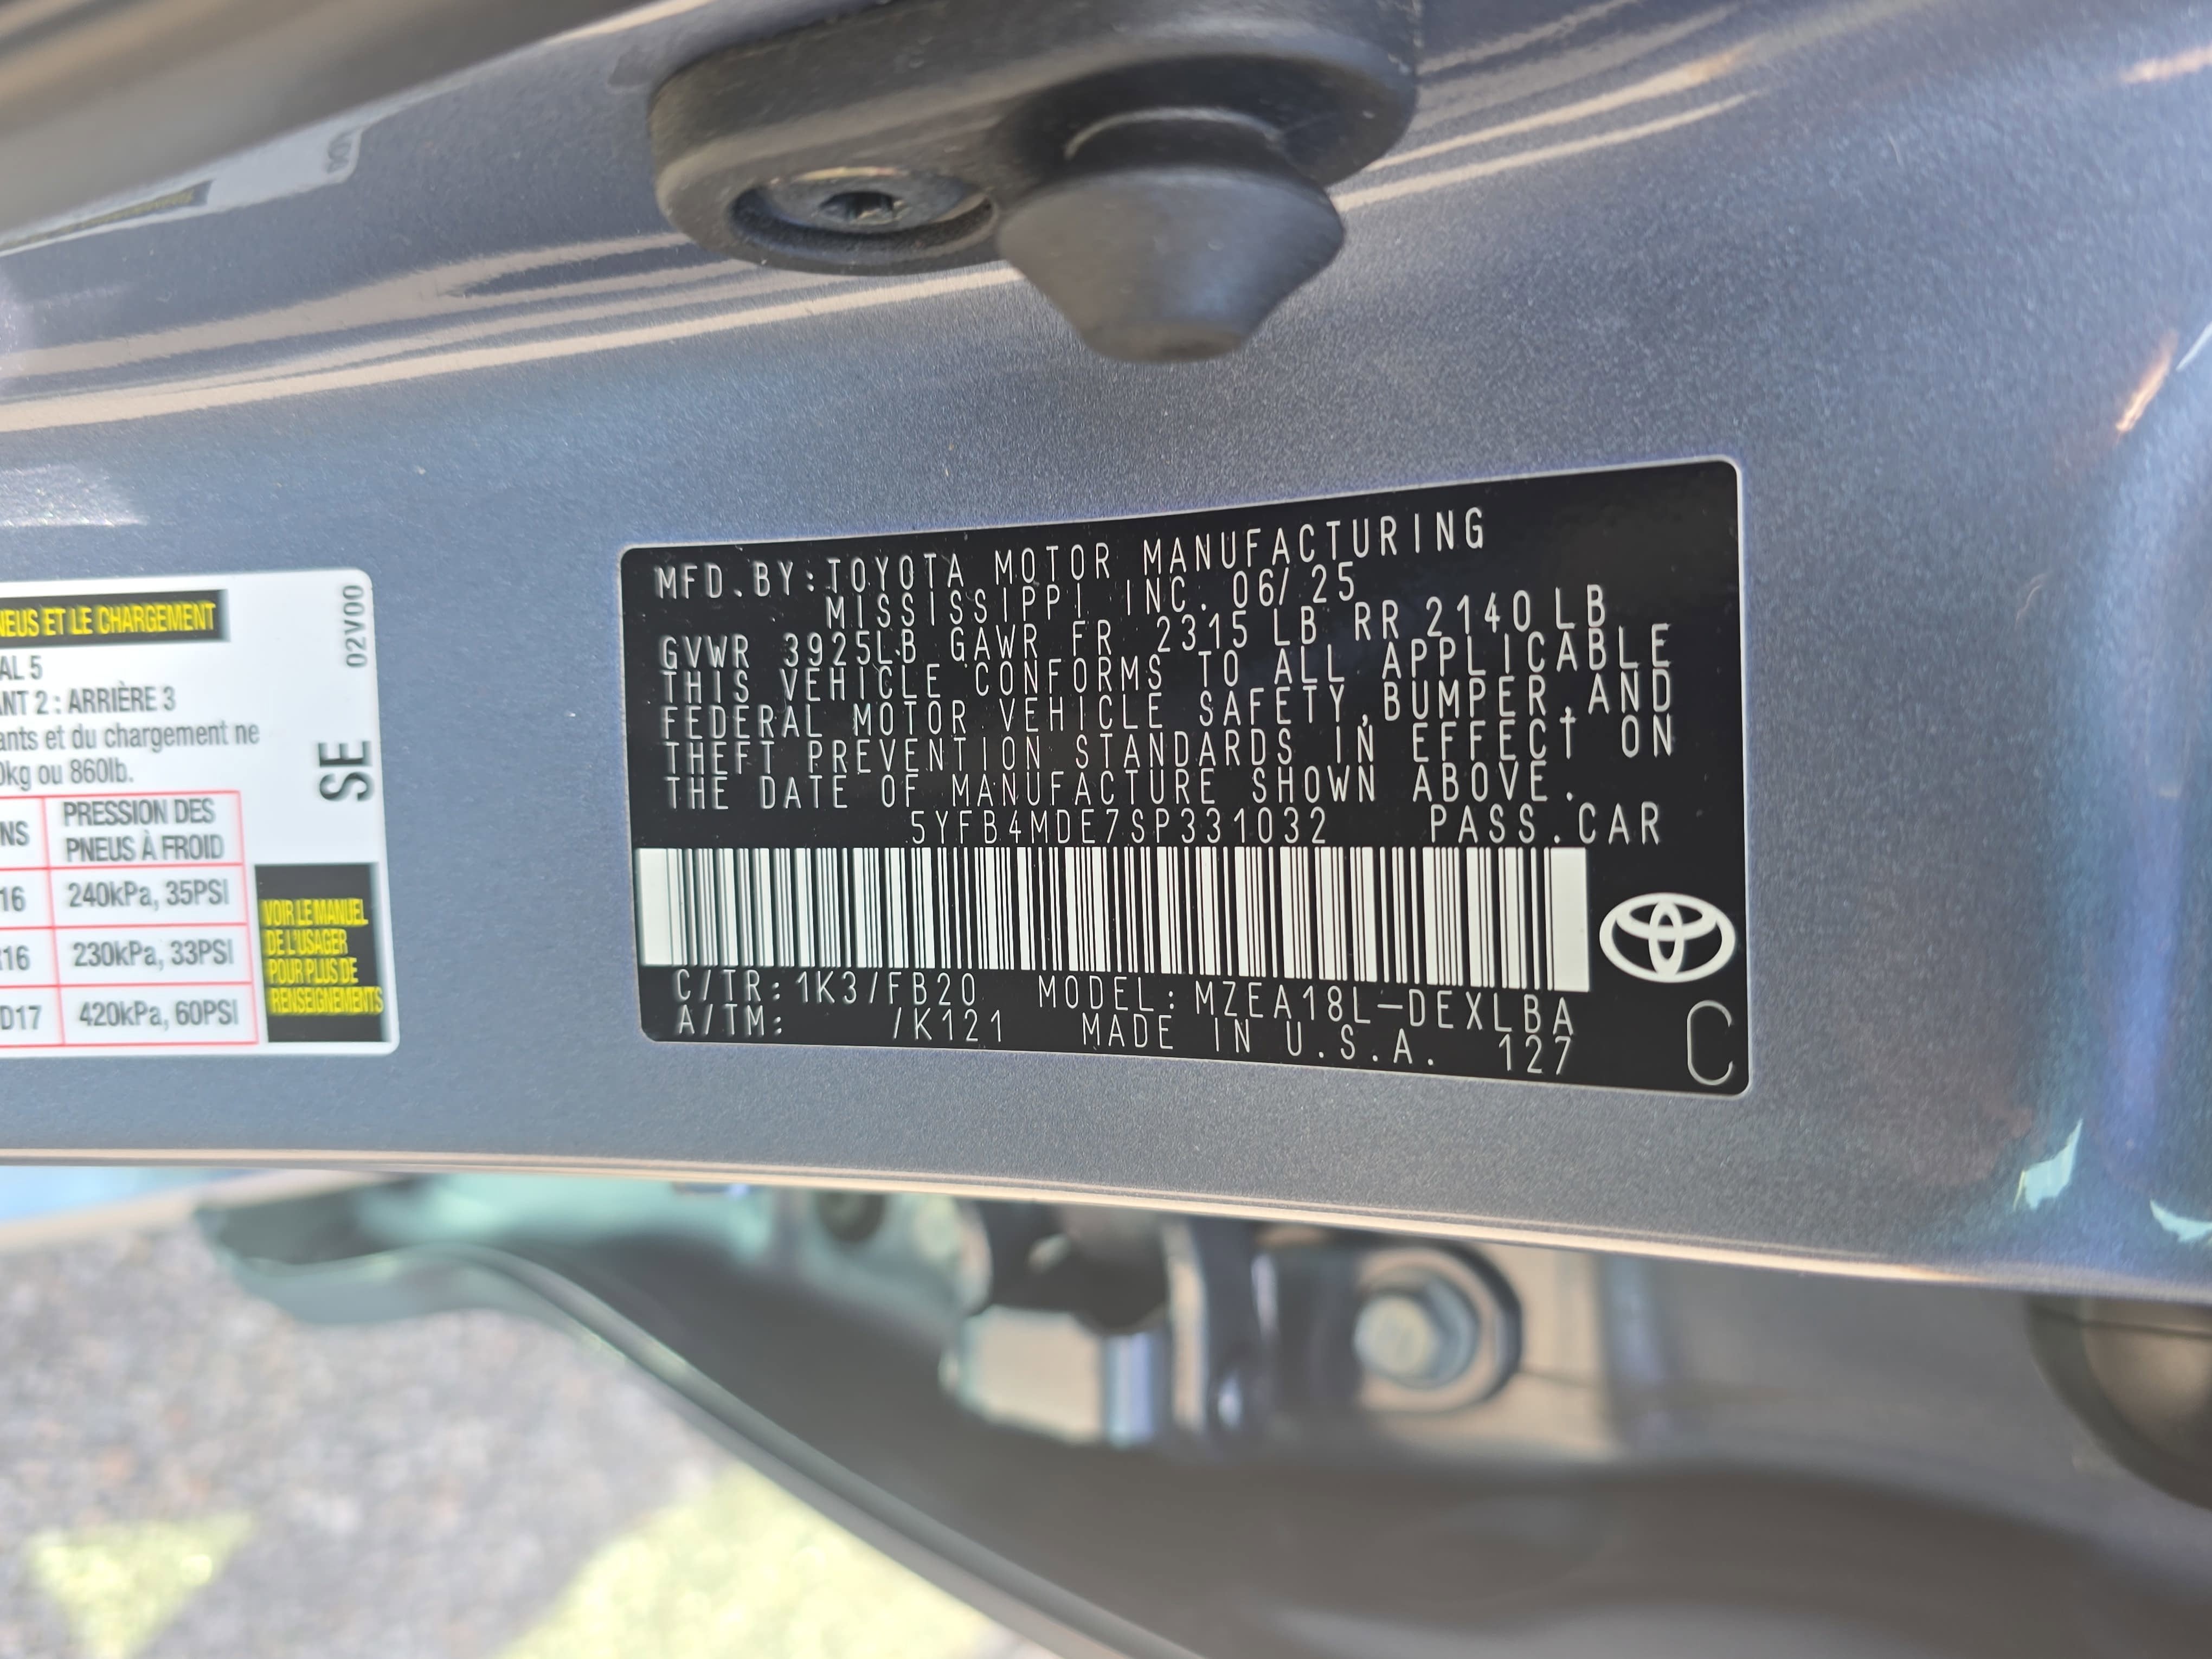 NEUS ET LE CHARGEMENT
02V00
AL 5
ANT 2 : ARRIÈRE 3
ants et du chargement ne
0kg ou 860lb.
SE
NS
PRESSION DES
PNEUS À FROID
16 240kPa, 35PSI
16 230kPa, 33PSI
D17 420kPa, 60PSI
VOIR LE MANUEL
DE L'USAGER
POUR PLUS DE
RENSEIGNEMENTS
MFD.BY:TOYOTA MOTOR MANUFACTURING
MISSISSIPPI INC. 06/25
GVWR 3925LB GAWR FR 2315 LB RR 2140 LB
THIS VEHICLE CONFORMS TO ALL APPLICABLE
FEDERAL MOTOR VEHICLE SAFETY,BUMPER,AND
THEFT PREVENTION STANDARDS IN EFFECT ON
THE DATE OF MANUFACTURE SHOWN ABOVE.
5YFB4MDE7SP331032 PASS.CAR
C/TR:1K3/FB20 MODEL:MZEA18L-DEXLBA
A/TM: /K121 MADE IN U.S.A. 127
C